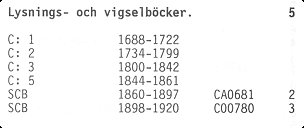 Lysnings- och vigselböcker. 5
C: 1 1688-1722
C: 2 1734-1799
C: 3 1800-1842
C: 5 1844-1861
SCB 1860-1897 CA0681 2
SCB 1898-1920 C00780 3